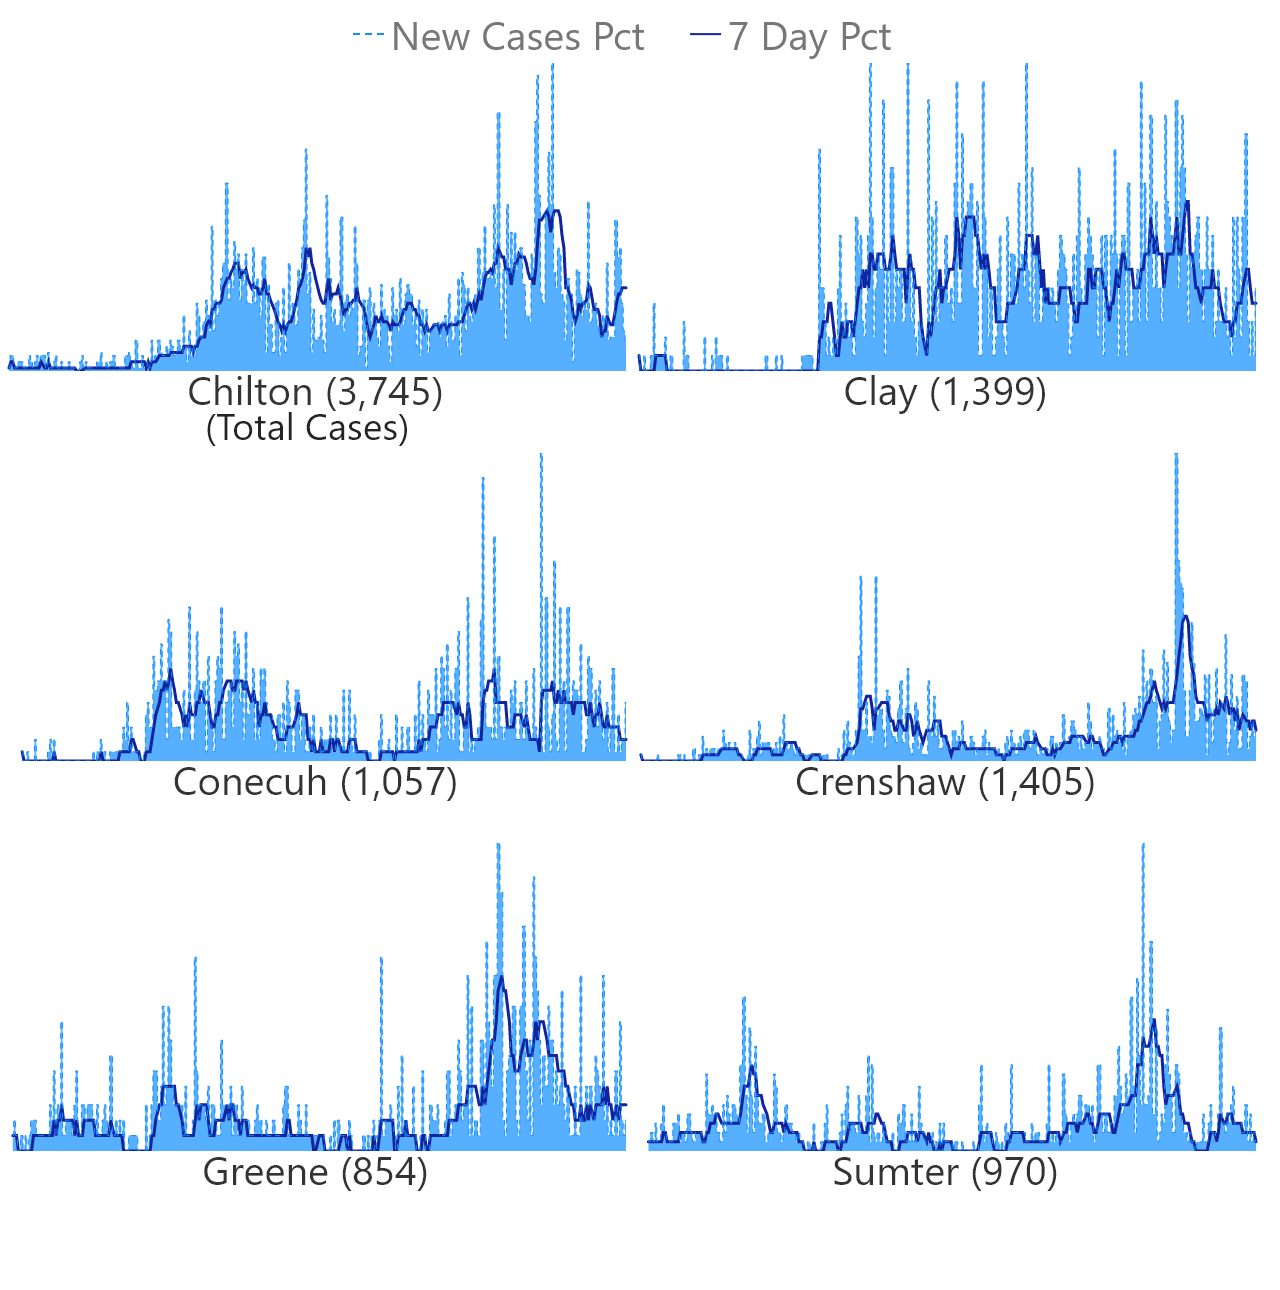 New Cases Pct 7 Day Pct
Chilton (3,745) Clay (1,399)
(Total Cases)
Conecuh (1,057) Crenshaw (1,405)
Greene (854) Sumter (970)